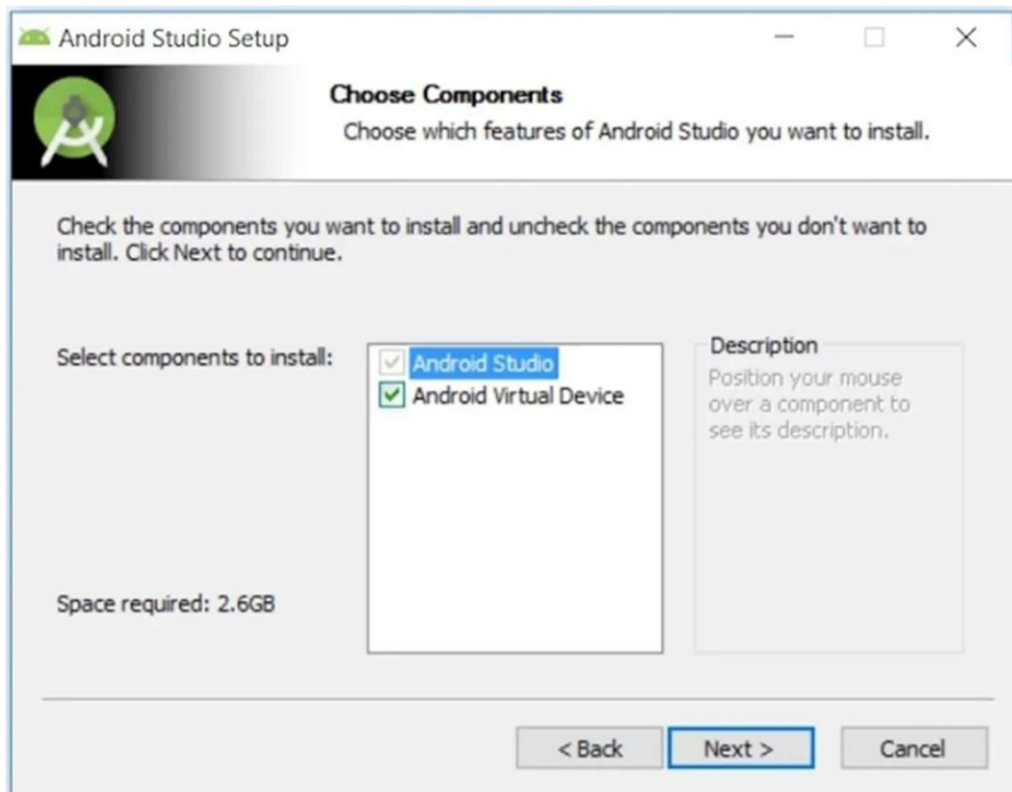 Android Studio Setup
Choose Components
Choose which features of Android Studio you want to install.
Check the components you want to install and uncheck the components you don't want to
install. Click Next to continue.
Select components to install:
Android Studio
Android Virtual Device
Description
Position your mouse
over a component to
see its description.
Space required: 2.6GB
< Back
Next >
Cancel